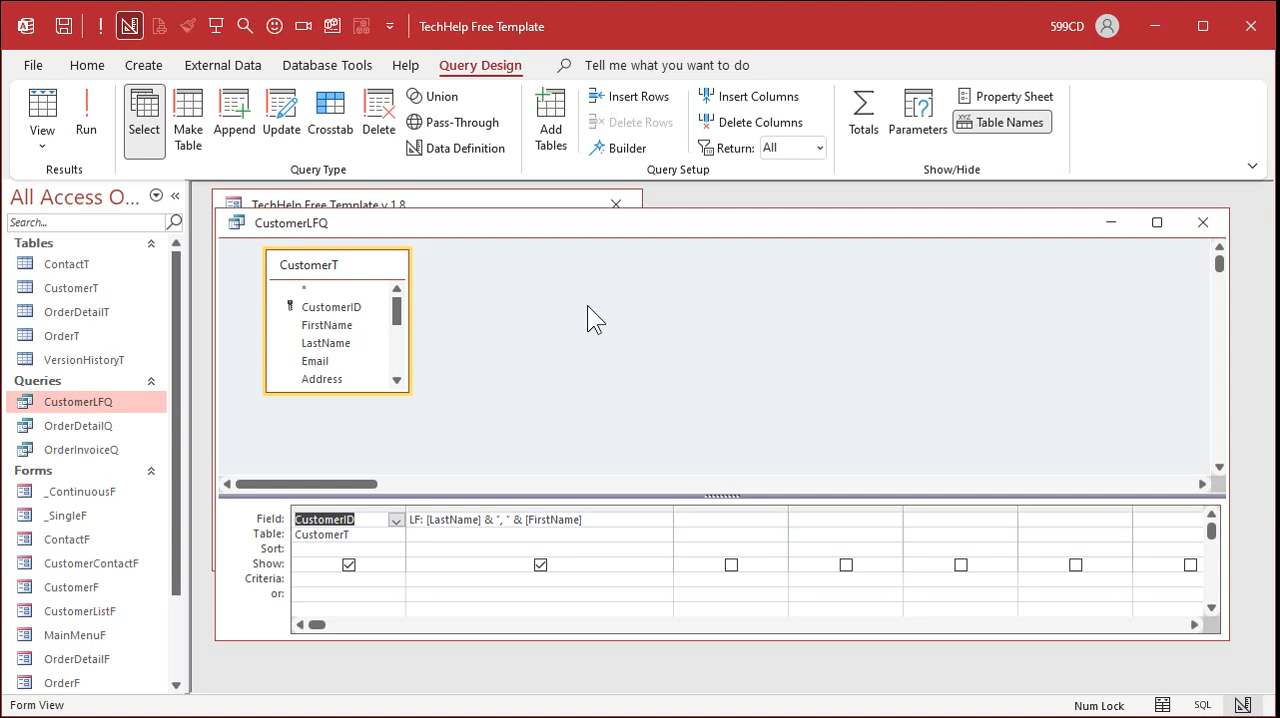 TechHelp Free Template
599CD
File Home Create External Data Database Tools Help Query Design Tell me what you want to do
View
Run
Select
Make Table
Append
Update
Crosstab
Delete
Union
Pass-Through
Data Definition
Add Tables
Insert Rows
Delete Rows
Builder
Insert Columns
Delete Columns
Return: All
Totals
Parameters
Property Sheet
Table Names
Results
Query Type
Query Setup
Show/Hide
All Access O...
Search...
Tables
ContactT
CustomerT
OrderDetailT
OrderT
VersionHistoryT
Queries
CustomerLFQ
OrderDetailQ
OrderInvoiceQ
Forms
_ContinuousF
_SingleF
ContactF
CustomerContactF
CustomerF
CustomerListF
MainMenuF
OrderDetailF
OrderF
TechHelp Free Template v 1.8
CustomerLFQ
CustomerT
*
CustomerID
FirstName
LastName
Email
Address
Field: CustomerID LF: [LastName] & ", " & [FirstName]
Table: CustomerT
Sort:
Show:
Criteria:
or:
Form View
Num Lock
SQL